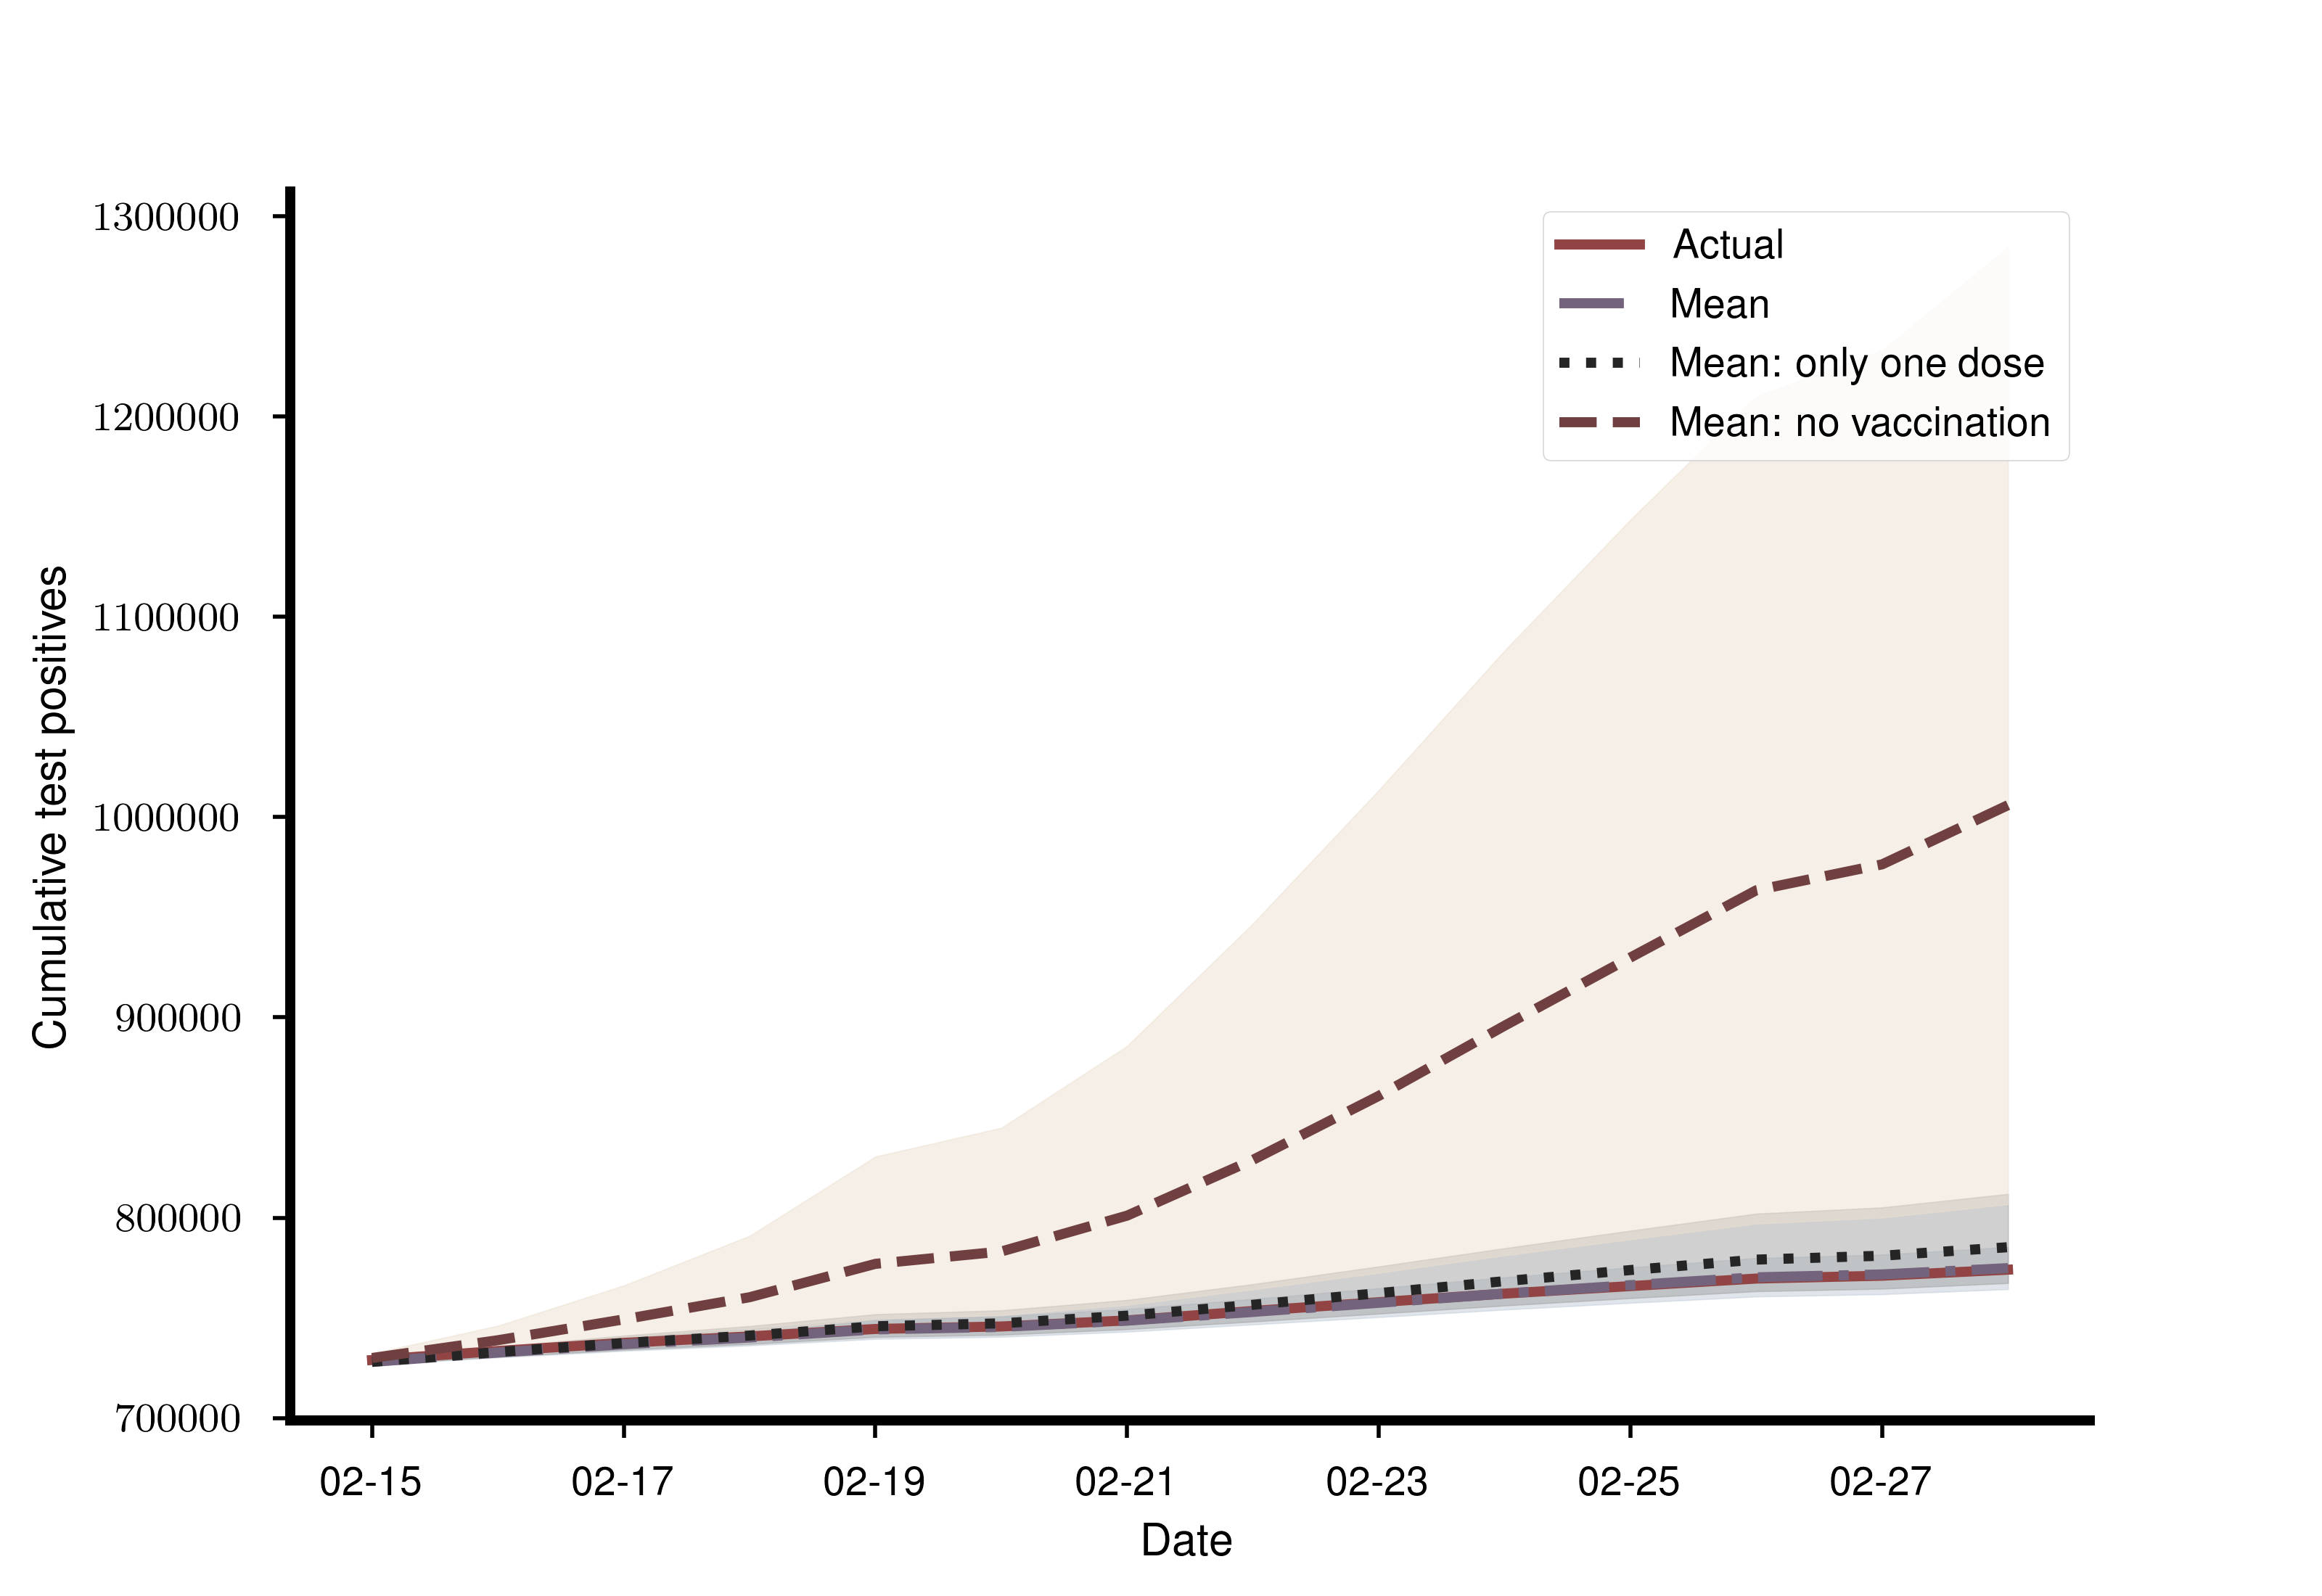 1300000
1200000
1100000
1000000
900000
800000
700000
Cumulative test positives
Actual
Mean
Mean: only one dose
Mean: no vaccination
02-15 02-17 02-19 02-21 02-23 02-25 02-27
Date